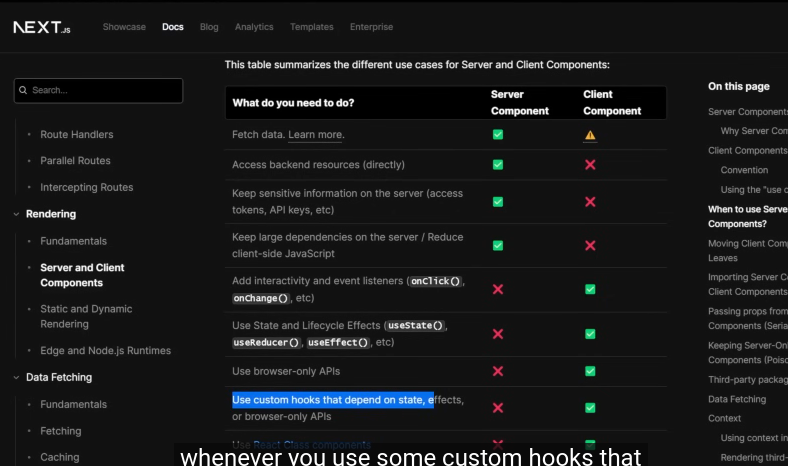 NEXT.JS Showcase Docs Blog Analytics Templates Enterprise
Search...
Route Handlers
Parallel Routes
Intercepting Routes
Rendering
Fundamentals
Server and Client
Components
Static and Dynamic
Rendering
Edge and Node.js Runtimes
Data Fetching
Fundamentals
Fetching
Caching
This table summarizes the different use cases for Server and Client Components:
What do you need to do? Server Component Client Component
Fetch data. Learn more.
Access backend resources (directly)
Keep sensitive information on the server (access
tokens, API keys, etc)
Keep large dependencies on the server / Reduce
client-side JavaScript
Add interactivity and event listeners (onClick(),
onChange(), etc)
Use State and Lifecycle Effects (useState(),
useReducer(), useEffect(), etc)
Use browser-only APIs
Use custom hooks that depend on state, effects,
or browser-only APIs
Use React Class components
On this page
Server Components
Why Server Com
Client Components
Convention
Using the "use c
When to use Serve
Components?
Moving Client Comp
Leaves
Importing Server Co
Client Components
Passing props from
Components (Seria
Keeping Server-On
Components (Poiso
Third-party packag
Data Fetching
Context
Using context in
Rendering third-
whenever you use some custom hooks that